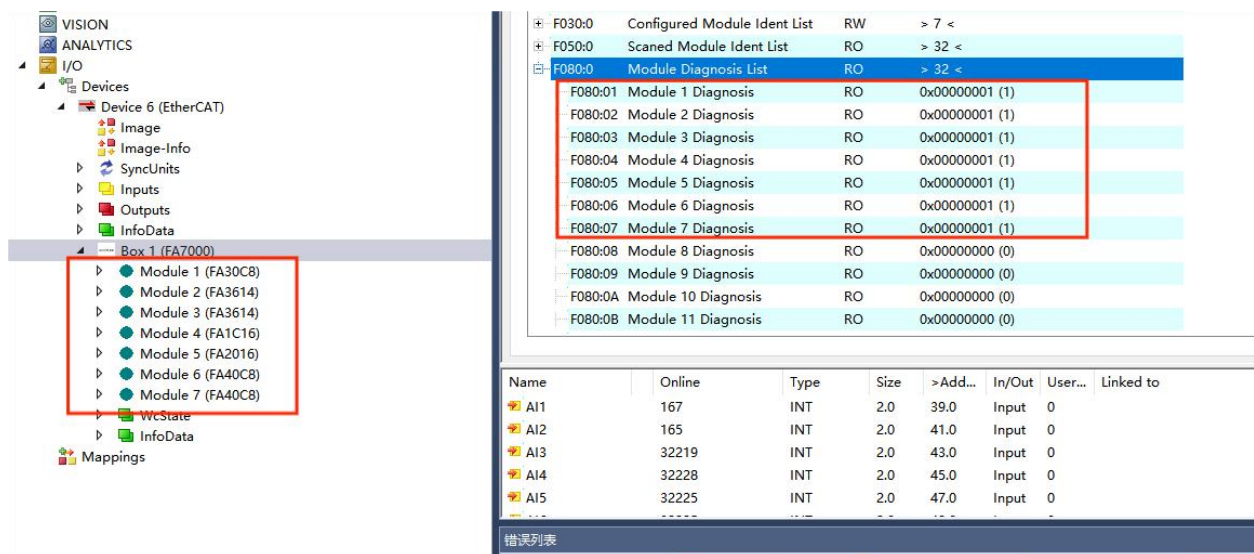 VISION
ANALYTICS
I/O
Devices
Device 6 (EtherCAT)
Image
Image-Info
SyncUnits
Inputs
Outputs
InfoData
Box 1 (FA7000)
Module 1 (FA30C8)
Module 2 (FA3614)
Module 3 (FA3614)
Module 4 (FA1C16)
Module 5 (FA2016)
Module 6 (FA40C8)
Module 7 (FA40C8)
WcState
InfoData
Mappings
F030:0 Configured Module Ident List RW > 7 <
F050:0 Scaned Module Ident List RO > 32 <
F080:0 Module Diagnosis List RO > 32 <
F080:01 Module 1 Diagnosis RO 0x00000001 (1)
F080:02 Module 2 Diagnosis RO 0x00000001 (1)
F080:03 Module 3 Diagnosis RO 0x00000001 (1)
F080:04 Module 4 Diagnosis RO 0x00000001 (1)
F080:05 Module 5 Diagnosis RO 0x00000001 (1)
F080:06 Module 6 Diagnosis RO 0x00000001 (1)
F080:07 Module 7 Diagnosis RO 0x00000001 (1)
F080:08 Module 8 Diagnosis RO 0x00000000 (0)
F080:09 Module 9 Diagnosis RO 0x00000000 (0)
F080:0A Module 10 Diagnosis RO 0x00000000 (0)
F080:0B Module 11 Diagnosis RO 0x00000000 (0)
Name Online Type Size >Add... In/Out User... Linked to
AI1 167 INT 2.0 39.0 Input 0
AI2 165 INT 2.0 41.0 Input 0
AI3 32219 INT 2.0 43.0 Input 0
AI4 32228 INT 2.0 45.0 Input 0
AI5 32225 INT 2.0 47.0 Input 0
错误列表